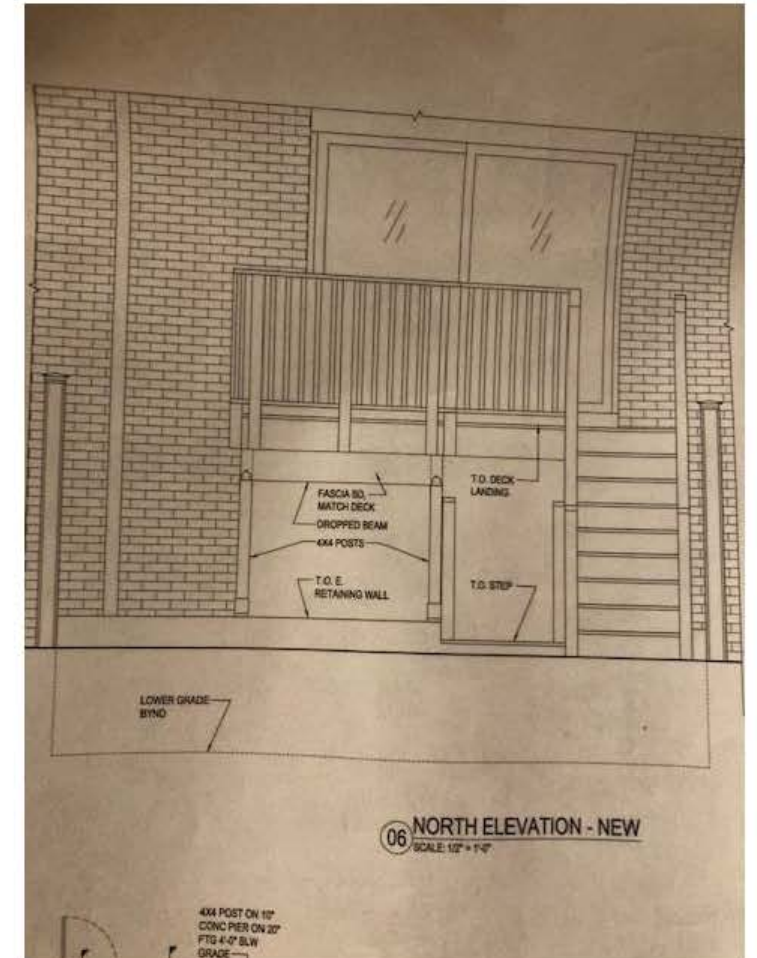 FASCIA BD,
MATCH DECK
DROPPED BEAM
4X4 POSTS
T.O. E.
RETAINING WALL
T.O. DECK
LANDING
T.O. STEP
LOWER GRADE
BYND
06
NORTH ELEVATION - NEW
SCALE: 1/2" = 1'-0"
4X4 POST ON 10"
CONC PIER ON 20"
FTG 4'-0" BLW
GRADE